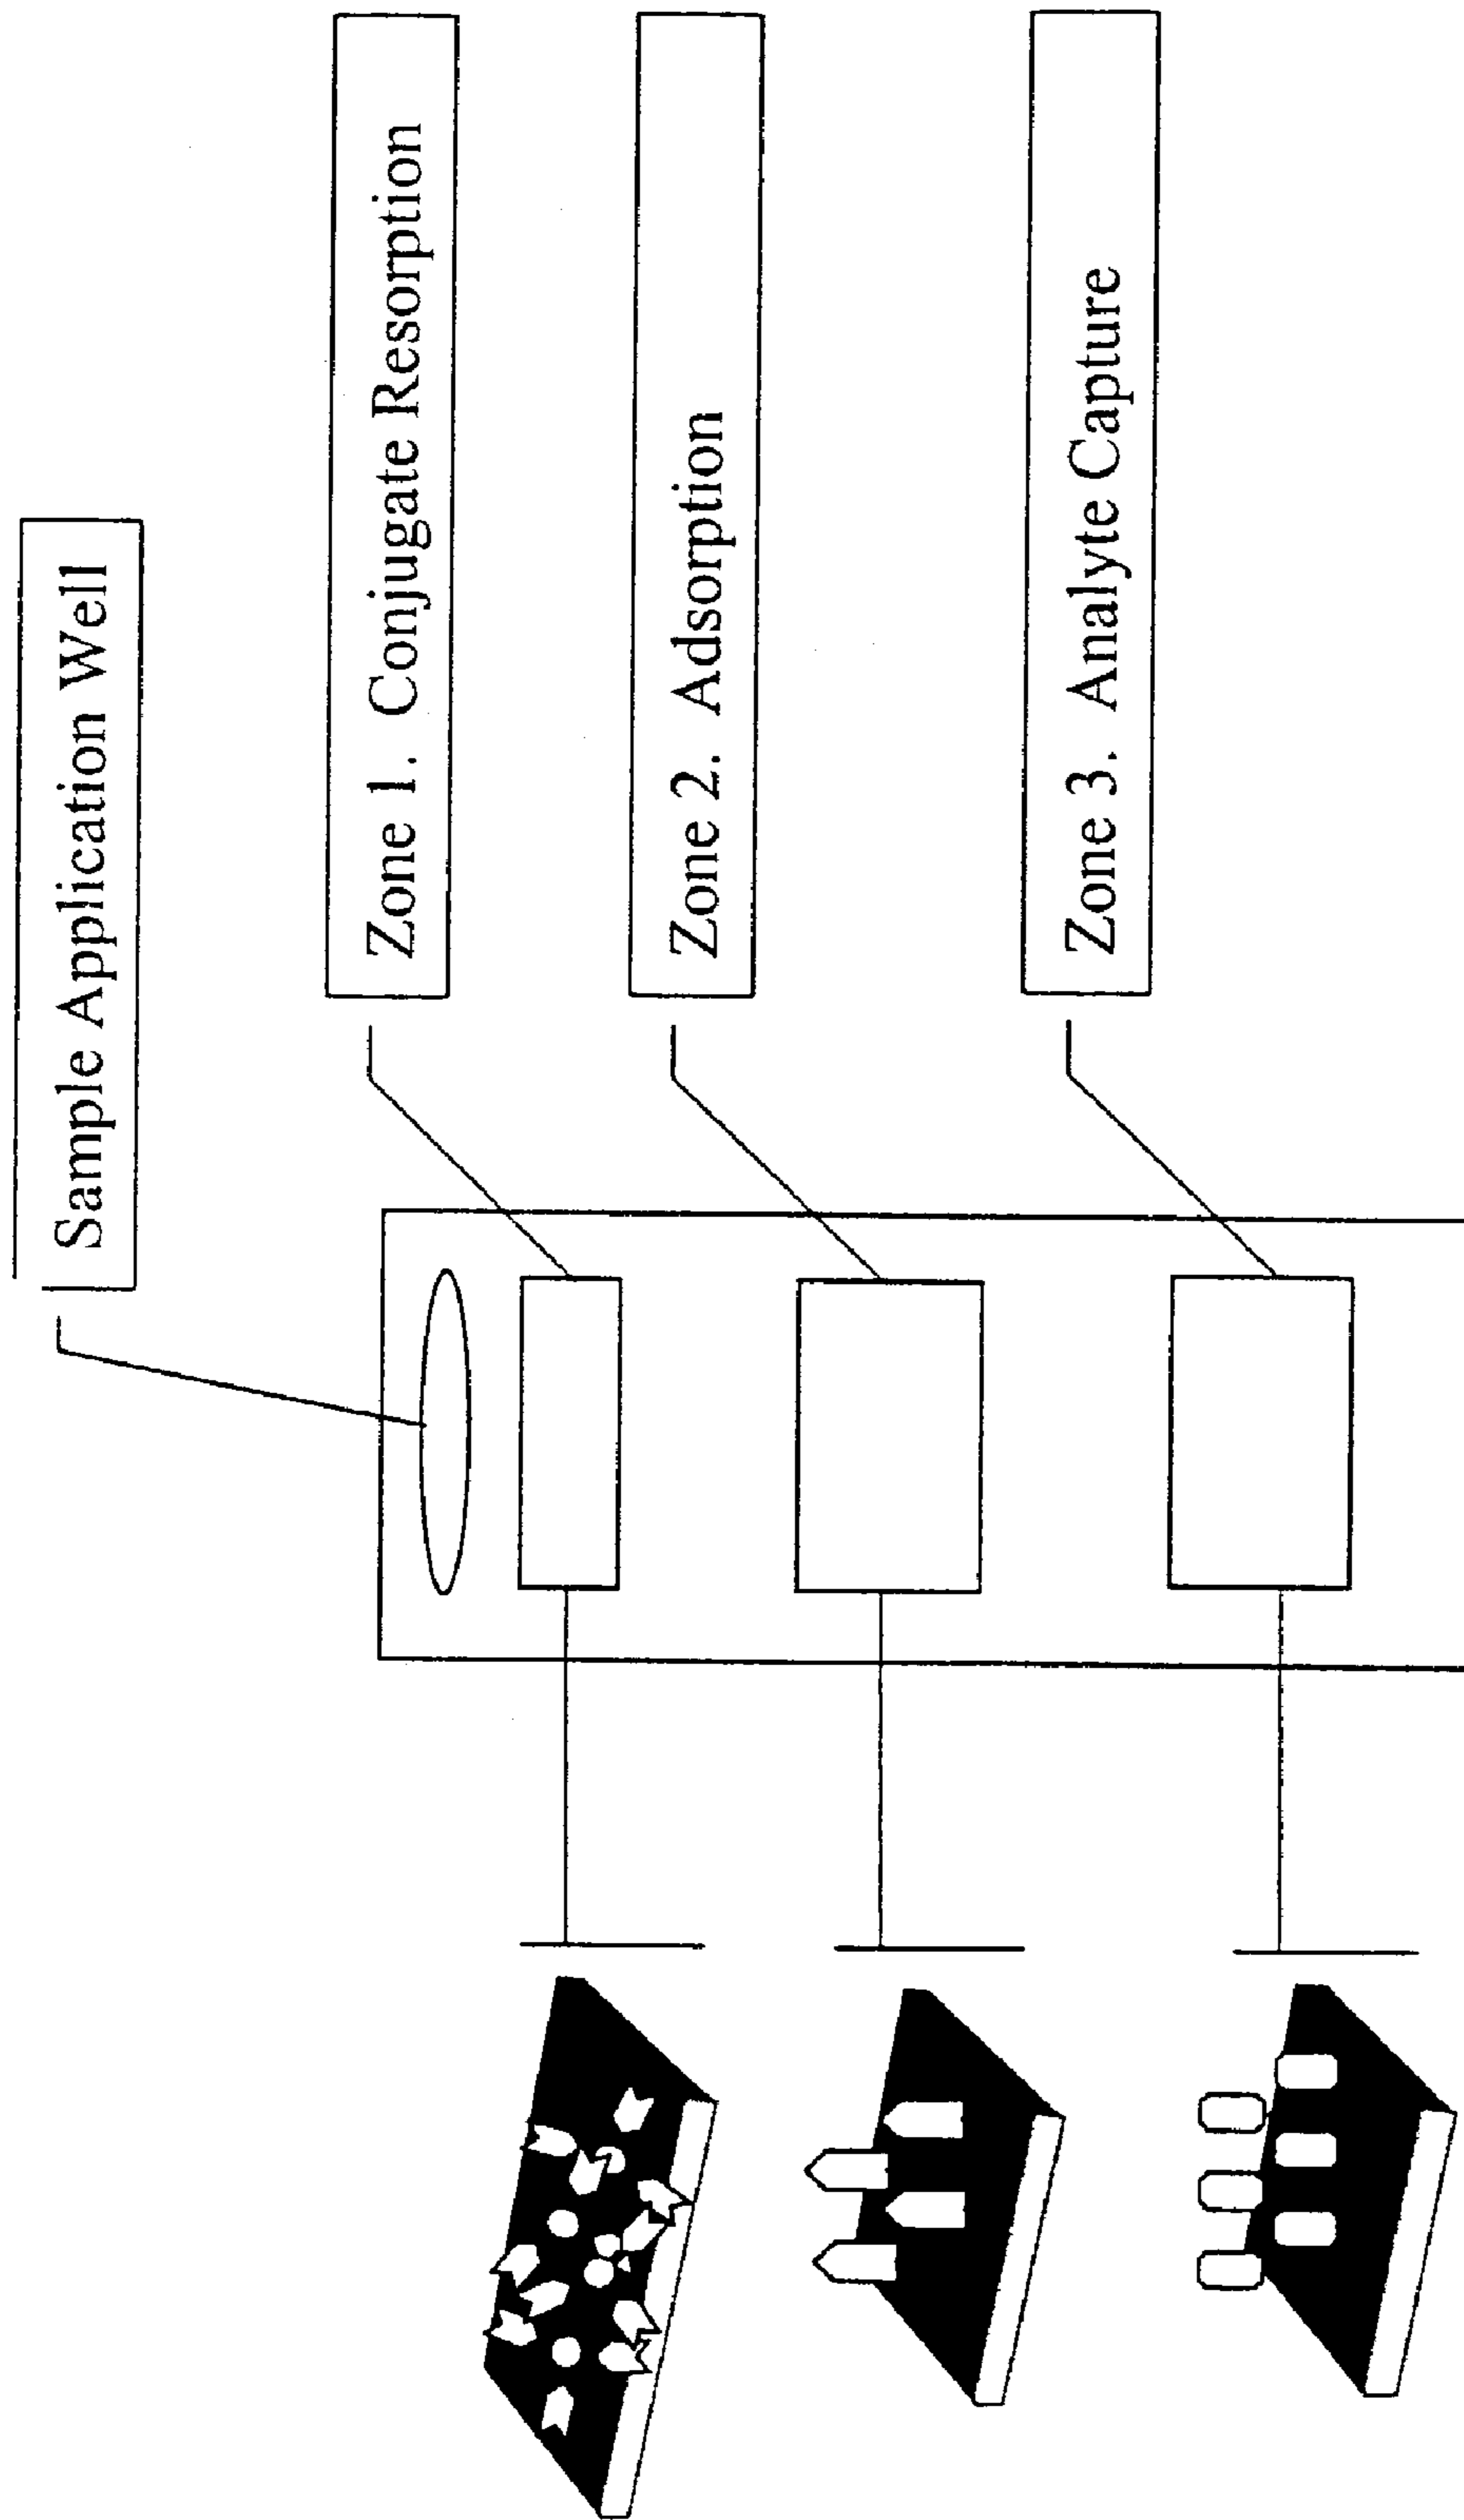 Sample Application Well
Zone 1. Conjugate Resorption
Zone 2. Adsorption
Zone 3. Analyte Capture